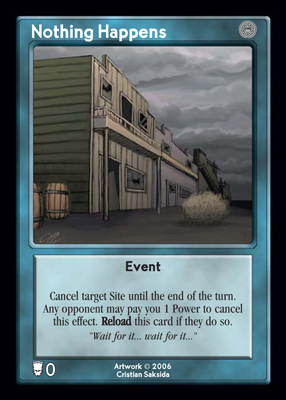 Nothing Happens
Event
Cancel target Site until the end of the turn.
Any opponent may pay you 1 Power to cancel
this effect. Reload this card if they do so.
"Wait for it... wait for it..."
0
Artwork © 2006
Cristian Saksida